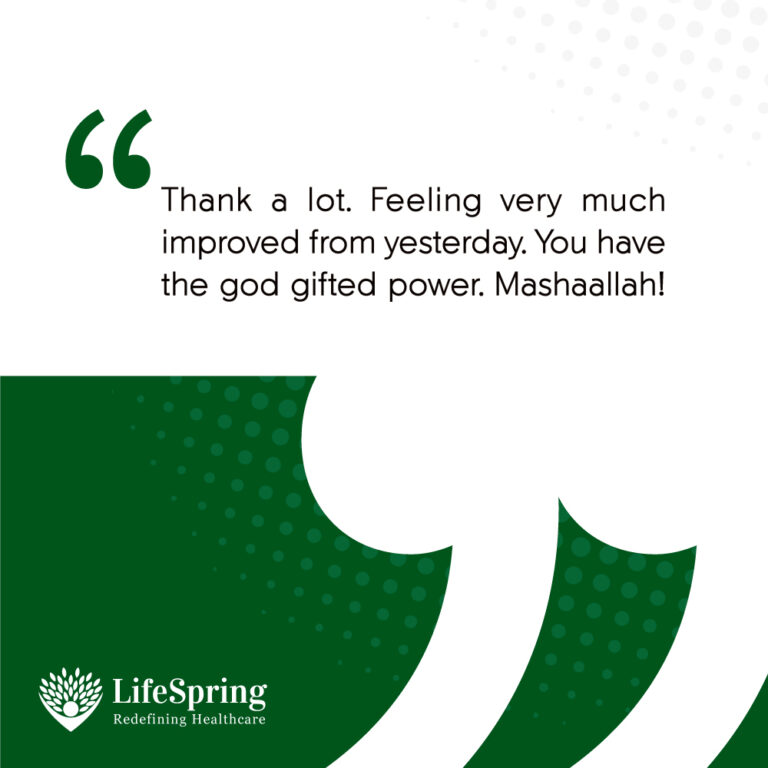 Thank a lot. Feeling very much
improved from yesterday. You have
the god gifted power. Mashaallah!
LifeSpring
Redefining Healthcare